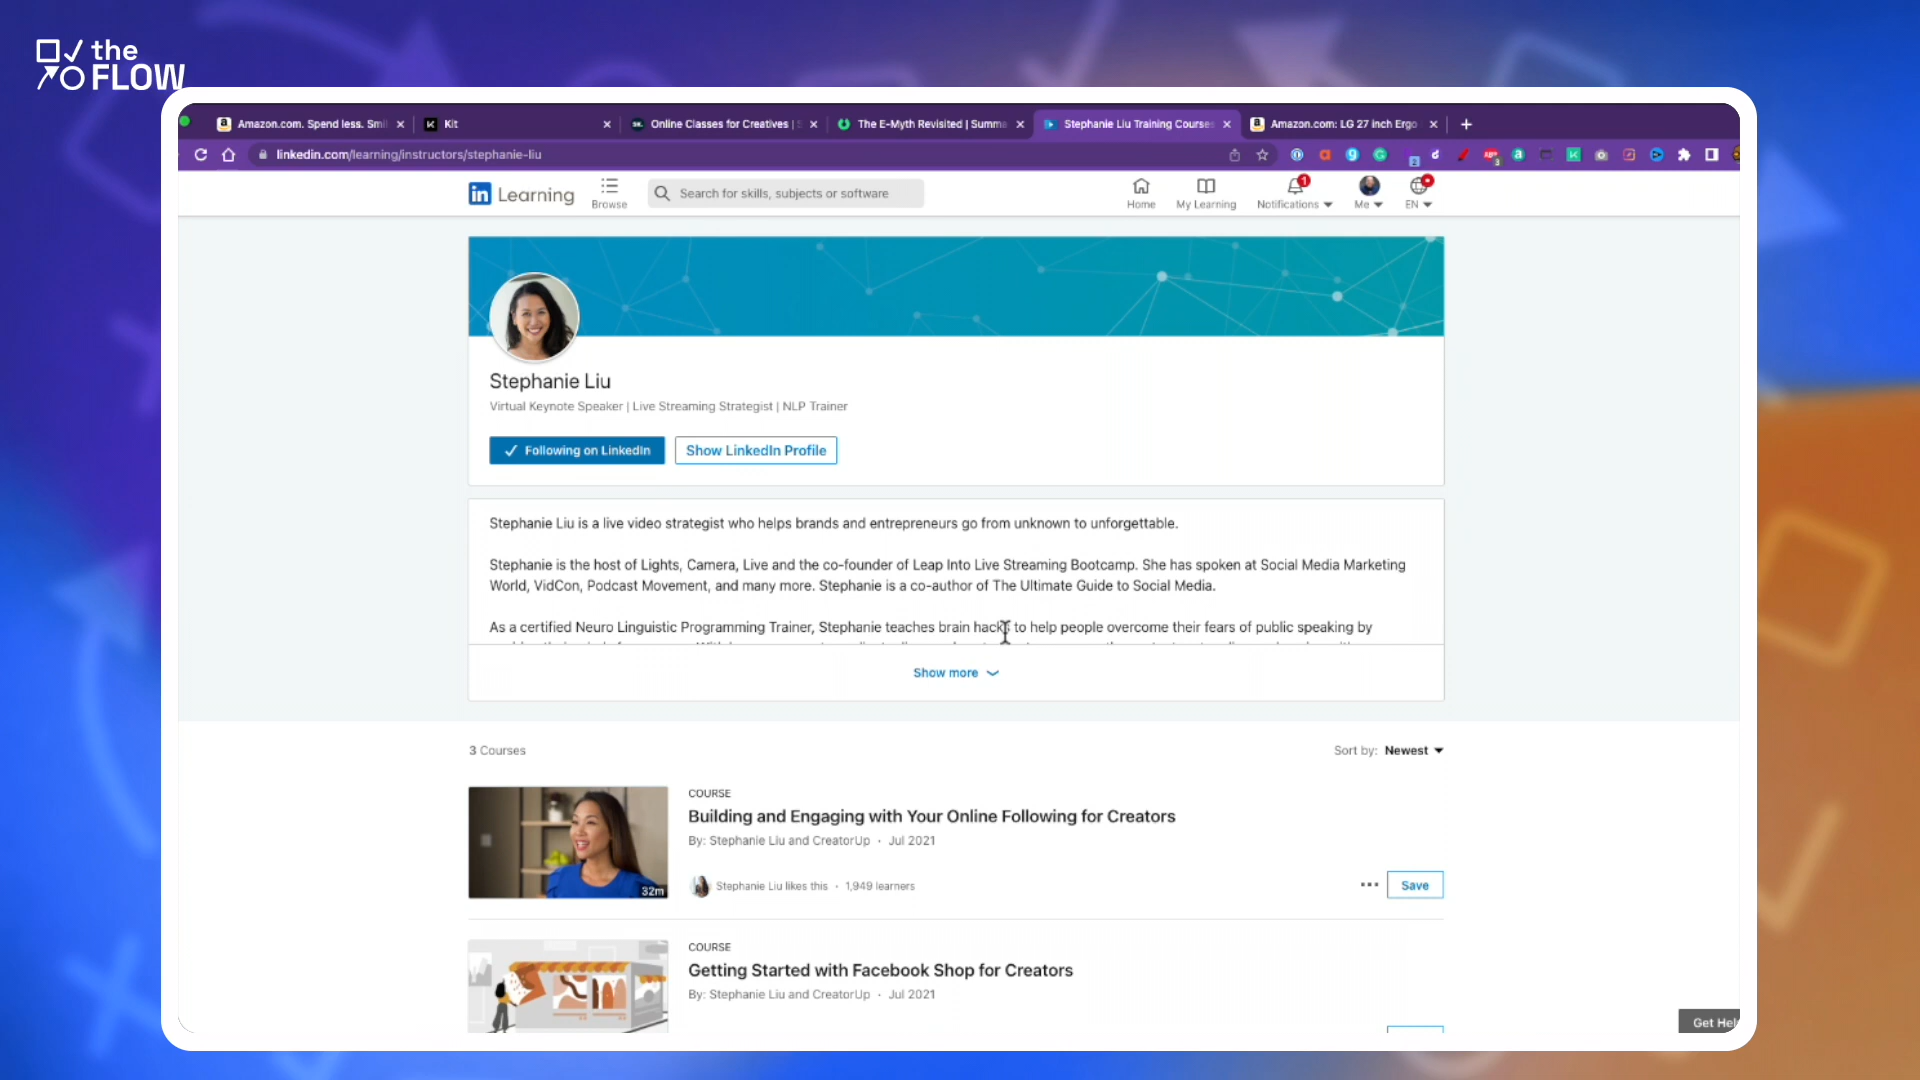 the
FLOW
Amazon.com. Spend less. Smi
Kit
Online Classes for Creatives | S
The E-Myth Revisited | Summa
Stephanie Liu Training Courses
Amazon.com: LG 27 inch Ergo
linkedin.com/learning/instructors/stephanie-liu
in Learning
Browse
Search for skills, subjects or software
Home
My Learning
1
Notifications
Me
EN
Stephanie Liu
Virtual Keynote Speaker | Live Streaming Strategist | NLP Trainer
Following on LinkedIn
Show LinkedIn Profile
Stephanie Liu is a live video strategist who helps brands and entrepreneurs go from unknown to unforgettable.
Stephanie is the host of Lights, Camera, Live and the co-founder of Leap Into Live Streaming Bootcamp. She has spoken at Social Media Marketing
World, VidCon, Podcast Movement, and many more. Stephanie is a co-author of The Ultimate Guide to Social Media.
As a certified Neuro Linguistic Programming Trainer, Stephanie teaches brain hacks to help people overcome their fears of public speaking by
Show more
3 Courses
Sort by: Newest
COURSE
Building and Engaging with Your Online Following for Creators
By: Stephanie Liu and CreatorUp · Jul 2021
32m
Stephanie Liu likes this · 1,949 learners
Save
COURSE
Getting Started with Facebook Shop for Creators
By: Stephanie Liu and CreatorUp · Jul 2021
Get Hel